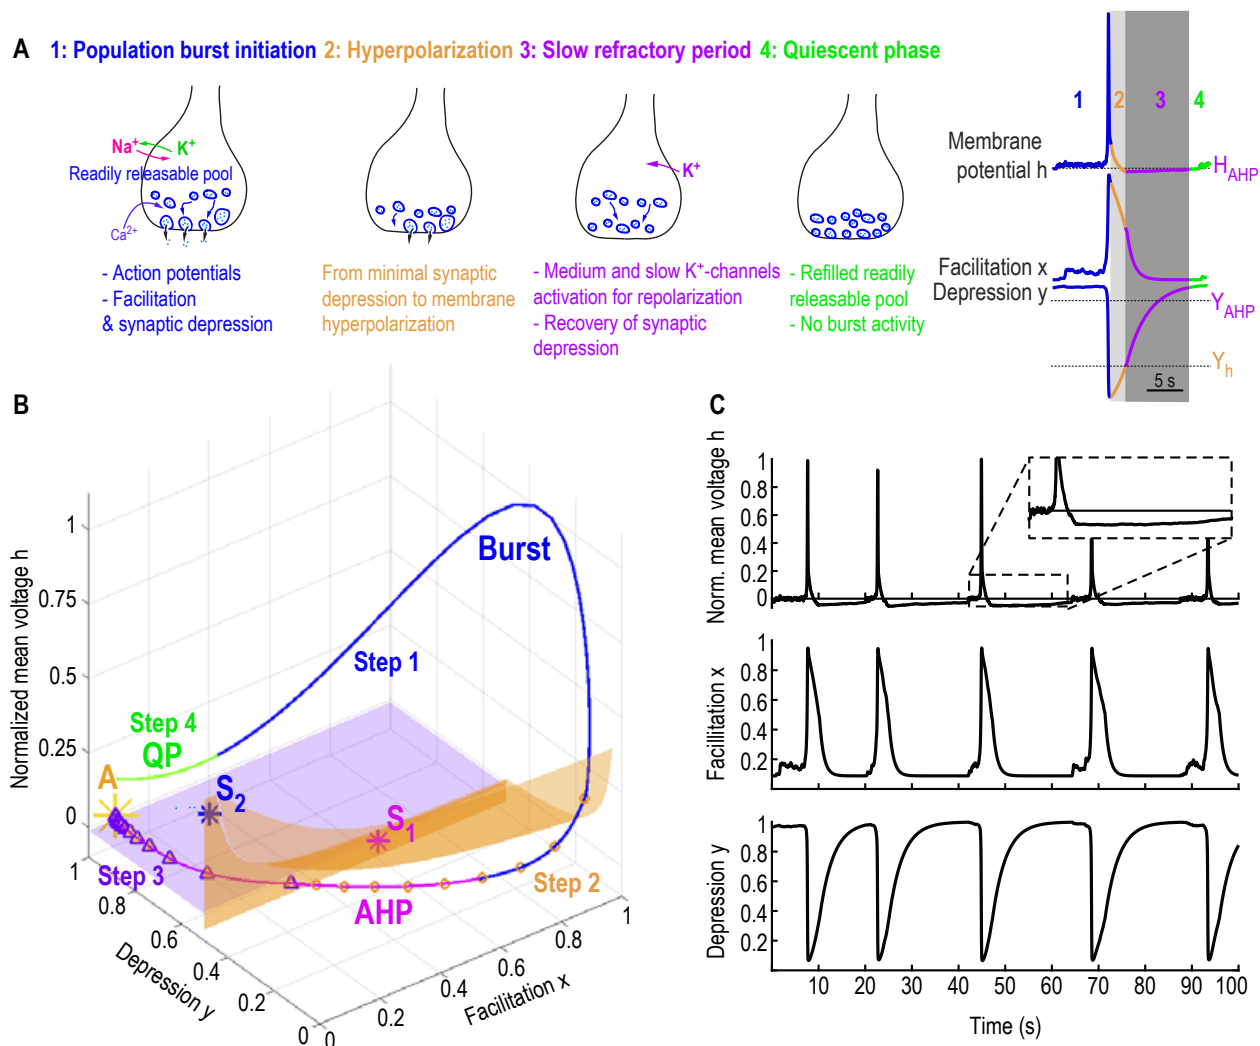 A
1: Population burst initiation 2: Hyperpolarization 3: Slow refractory period 4: Quiescent phase
Na+
K+
Readily releasable pool
Ca2+
K+
- Action potentials
- Facilitation
& synaptic depression
From minimal synaptic
depression to membrane
hyperpolarization
- Medium and slow K+-channels
activation for repolarization
- Recovery of synaptic
depression
- Refilled readily
releasable pool
- No burst activity
1 2 3 4
Membrane
potential h
HAHP
Facilitation x
Depression y
YAHP
Yh
5 s
B
Normalized mean voltage h
1
0.75
0.5
0.25
0
Burst
Step 1
Step 4
QP
A
S2
S1
Step 3
Step 2
AHP
1
0.8
0.6
0.4
0.2
0
Depression y
0
0.2
0.4
0.6
0.8
1
Facilitation x
C
Norm. mean voltage h
1
0.8
0.6
0.4
0.2
0
Facillitation x
1
0.8
0.6
0.4
0.2
Depression y
1
0.8
0.6
0.4
0.2
10 20 30 40 50 60 70 80 90 100
Time (s)